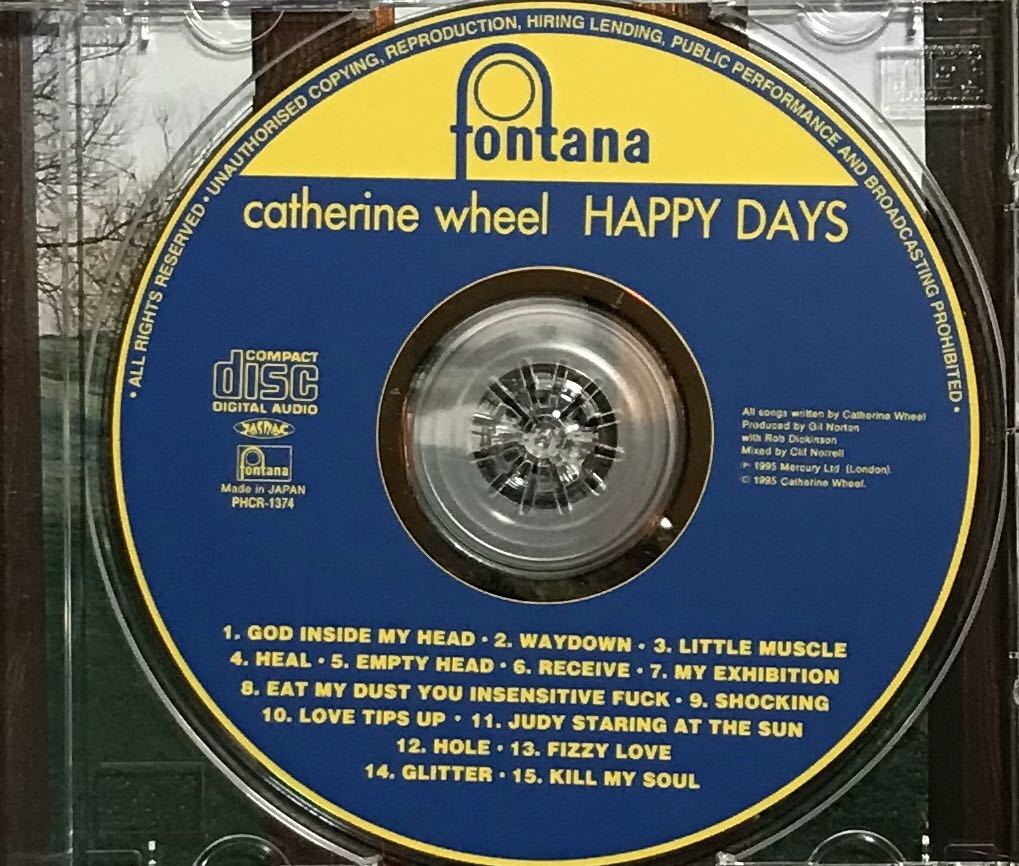 • ALL RIGHTS RESERVED • UNAUTHORISED COPYING, REPRODUCTION, HIRING LENDING, PUBLIC PERFORMANCE AND BROADCASTING PROHIBITED •
fontana
catherine wheel HAPPY DAYS
COMPACT
disc
DIGITAL AUDIO
JASRAC
fontana
Made in JAPAN
PHCR-1374
All songs written by Catherine Wheel
Produced by Gil Norton
with Rob Dickinson
Mixed by Clif Norrell
℗ 1995 Mercury Ltd (London).
© 1995 Catherine Wheel.
1. GOD INSIDE MY HEAD • 2. WAYDOWN • 3. LITTLE MUSCLE
4. HEAL • 5. EMPTY HEAD • 6. RECEIVE • 7. MY EXHIBITION
8. EAT MY DUST YOU INSENSITIVE FUCK • 9. SHOCKING
10. LOVE TIPS UP • 11. JUDY STARING AT THE SUN
12. HOLE • 13. FIZZY LOVE
14. GLITTER • 15. KILL MY SOUL